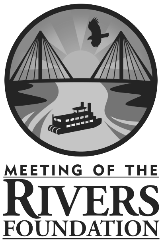 MEETING OF THE
RIVERS
FOUNDATION